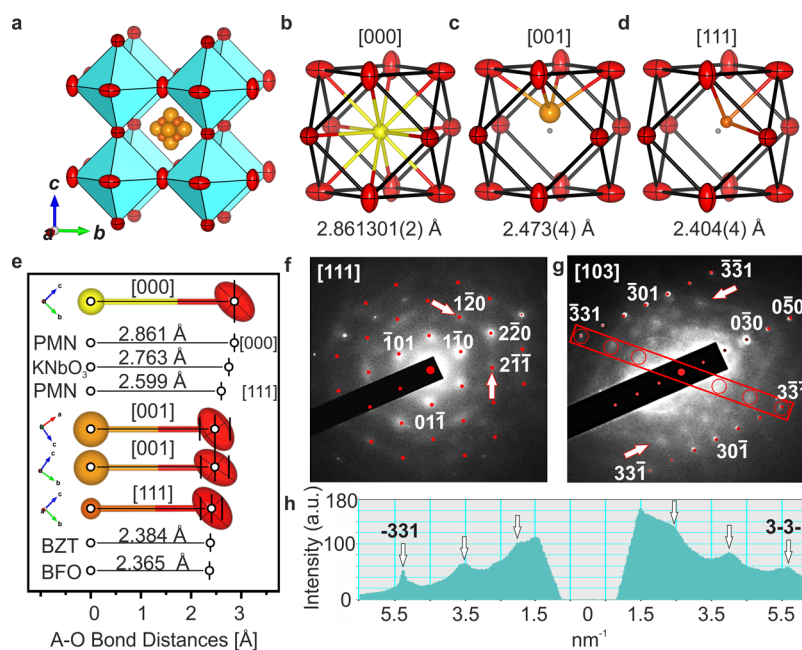 a
c
a
b
b
[000]
2.861301(2) Å
c
[001]
2.473(4) Å
d
[111]
2.404(4) Å
e
[000]
c
b
PMN
2.861 Å
[000]
KNbO3
2.763 Å
PMN
2.599 Å
[111]
[001]
a
c
[001]
c
b
[111]
c
b
BZT
2.384 Å
BFO
2.365 Å
0 1 2 3
A-O Bond Distances [Å]
f
[111]
12̄0
1̄01
11̄0
22̄0
21̄1̄
011̄
g
[103]
3̄3̄1
3̄31
3̄01
05̄0
03̄0
33̄1̄
301̄
331̄
h
Intensity (a.u.)
180
100
0
-331
3-3-
5.5 3.5 1.5 0 1.5 3.5 5.5
nm⁻¹